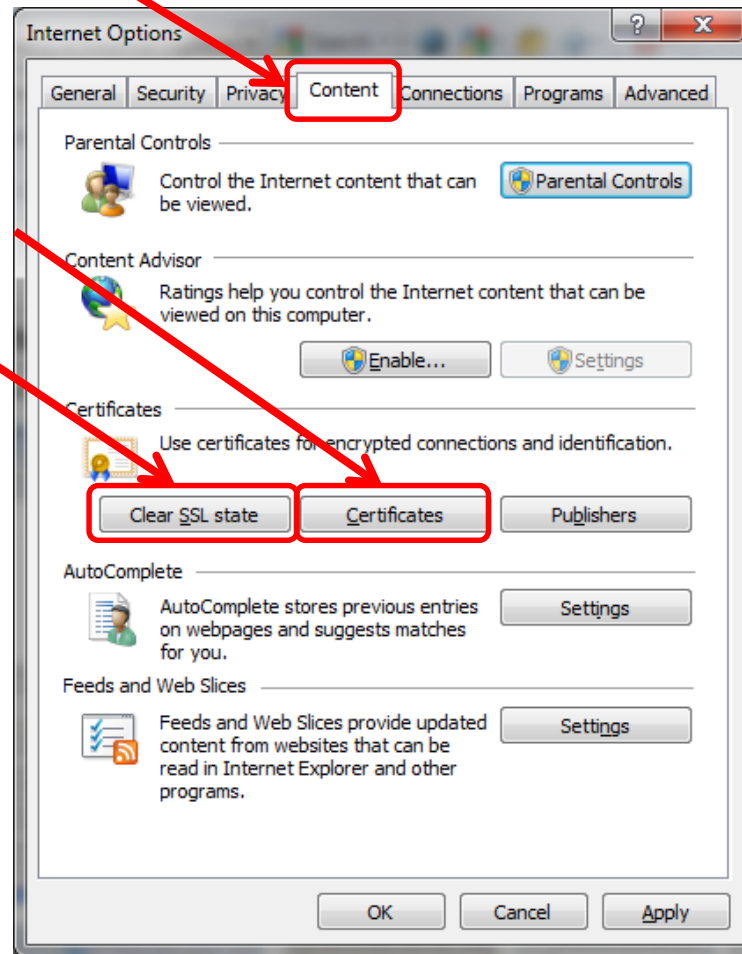 Internet Options
General Security Privacy Content Connections Programs Advanced
Parental Controls
Control the Internet content that can
be viewed.
Parental Controls
Content Advisor
Ratings help you control the Internet content that can be
viewed on this computer.
Enable... Settings
Certificates
Use certificates for encrypted connections and identification.
Clear SSL state Certificates Publishers
AutoComplete
AutoComplete stores previous entries
on webpages and suggests matches
for you.
Settings
Feeds and Web Slices
Feeds and Web Slices provide updated
content from websites that can be
read in Internet Explorer and other
programs.
Settings
OK Cancel Apply